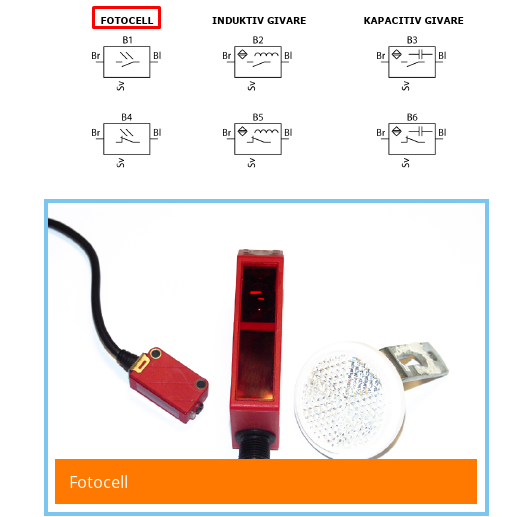 FOTOCELL INDUKTIV GIVARE KAPACITIV GIVARE
B1 B2 B3
Br Bl Br Bl Br Bl
Sv Sv Sv
B4 B5 B6
Br Bl Br Bl Br Bl
Sv Sv Sv
Fotocell